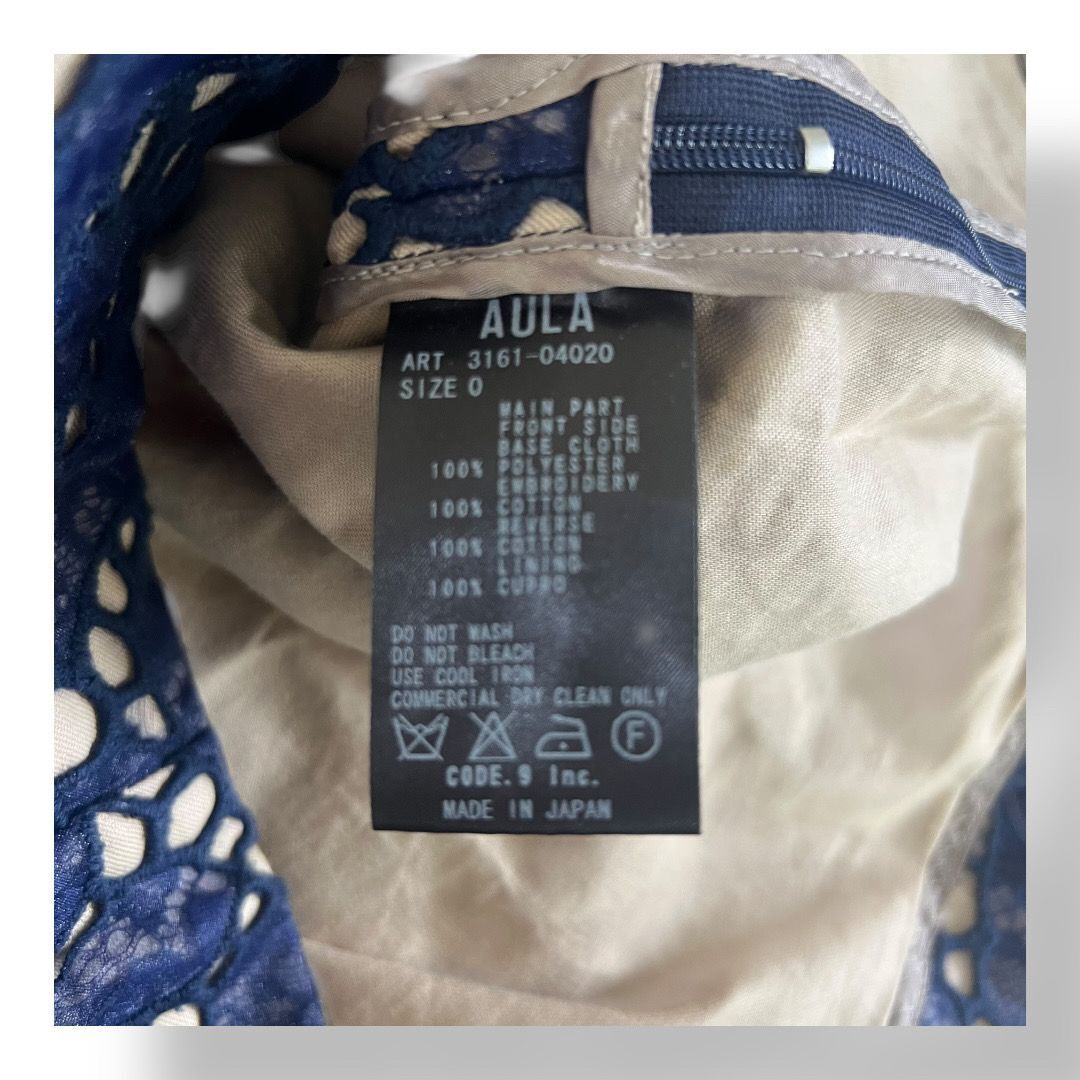 AULA
ART 3161-04020
SIZE 0
MAIN PART
FRONT SIDE
BASE CLOTH
100% POLYESTER
EMBROIDERY
100% COTTON
REVERSE
100% COTTON
LINING
100% CUPRO
DO NOT WASH
DO NOT BLEACH
USE COOL IRON
COMMERCIAL DRY CLEAN ONLY
F
CODE.9 Inc.
MADE IN JAPAN